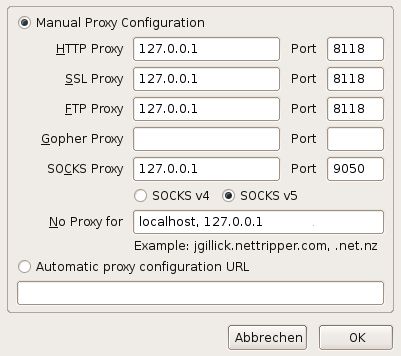 Manual Proxy Configuration
HTTP Proxy 127.0.0.1 Port 8118
SSL Proxy 127.0.0.1 Port 8118
FTP Proxy 127.0.0.1 Port 8118
Gopher Proxy Port
SOCKS Proxy 127.0.0.1 Port 9050
SOCKS v4 SOCKS v5
No Proxy for localhost, 127.0.0.1
Example: jgillick.nettripper.com, .net.nz
Automatic proxy configuration URL
Abbrechen OK